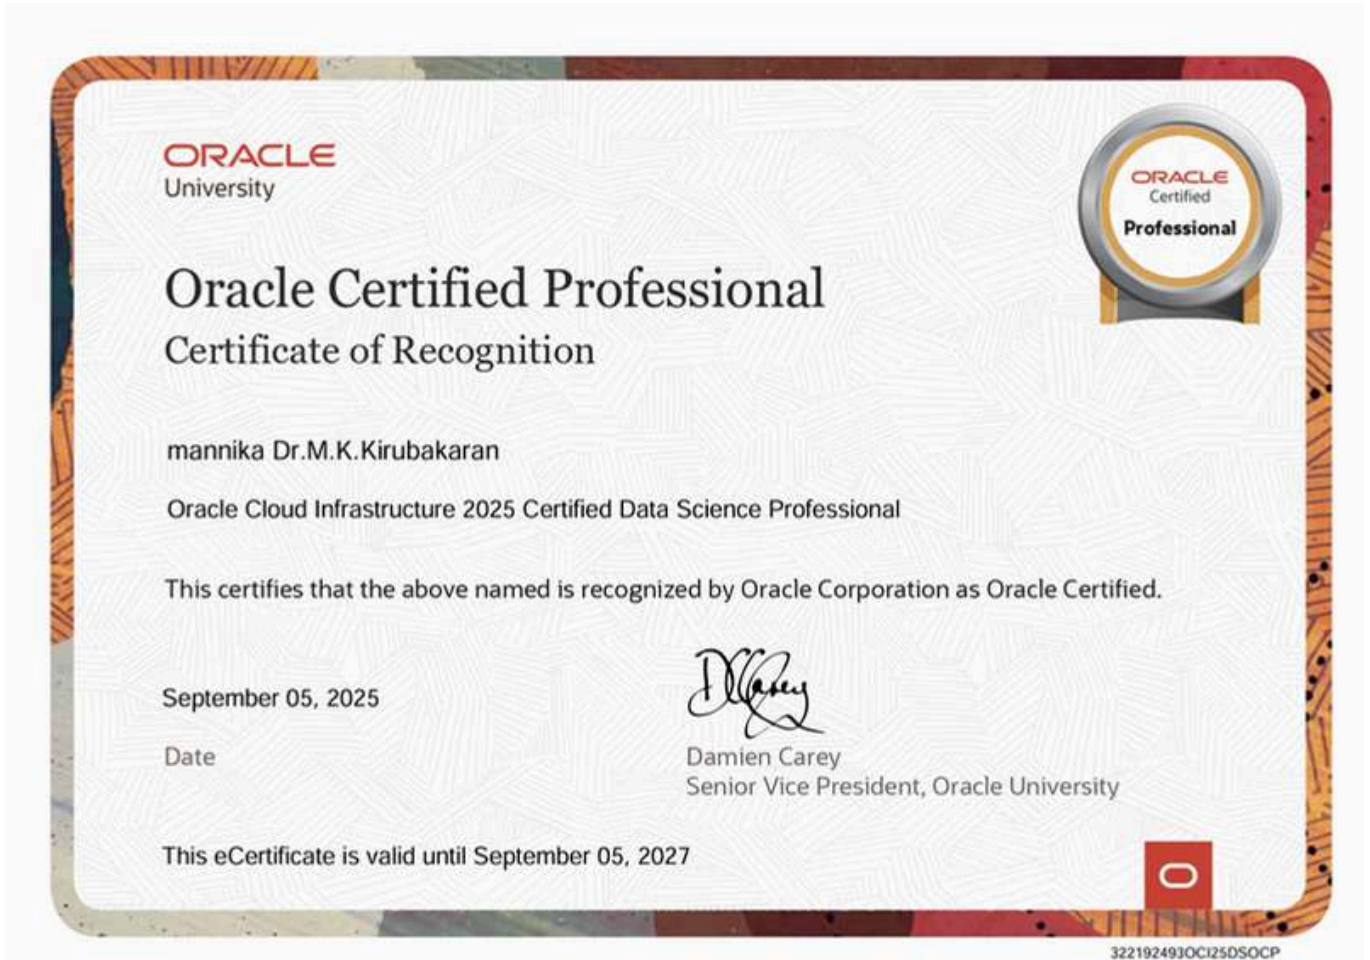 ORACLE
University
ORACLE
Certified
Professional
Oracle Certified Professional
Certificate of Recognition
mannika Dr.M.K.Kirubakaran
Oracle Cloud Infrastructure 2025 Certified Data Science Professional
This certifies that the above named is recognized by Oracle Corporation as Oracle Certified.
September 05, 2025
Date
Damien Carey
Senior Vice President, Oracle University
This eCertificate is valid until September 05, 2027
322192493OCI25DSOCP